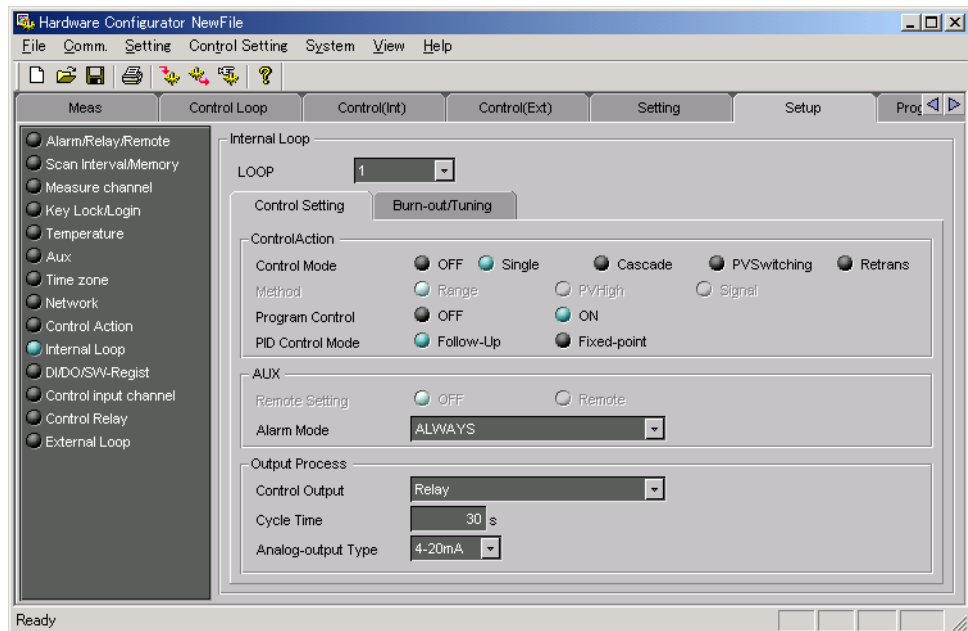 Hardware Configurator NewFile
File Comm. Setting Control Setting System View Help
Meas Control Loop Control(Int) Control(Ext) Setting Setup
Alarm/Relay/Remote
Scan Interval/Memory
Measure channel
Key Lock/Login
Temperature
Aux
Time zone
Network
Control Action
Internal Loop
DI/DO/SW-Regist
Control input channel
Control Relay
External Loop
Internal Loop
LOOP 1
Control Setting Burn-out/Tuning
ControlAction
Control Mode OFF Single Cascade PVSwitching Retrans
Method Range PVHigh Signal
Program Control OFF ON
PID Control Mode Follow-Up Fixed-point
AUX
Remote Setting OFF Remote
Alarm Mode ALWAYS
Output Process
Control Output Relay
Cycle Time 30 s
Analog-output Type 4-20mA
Ready